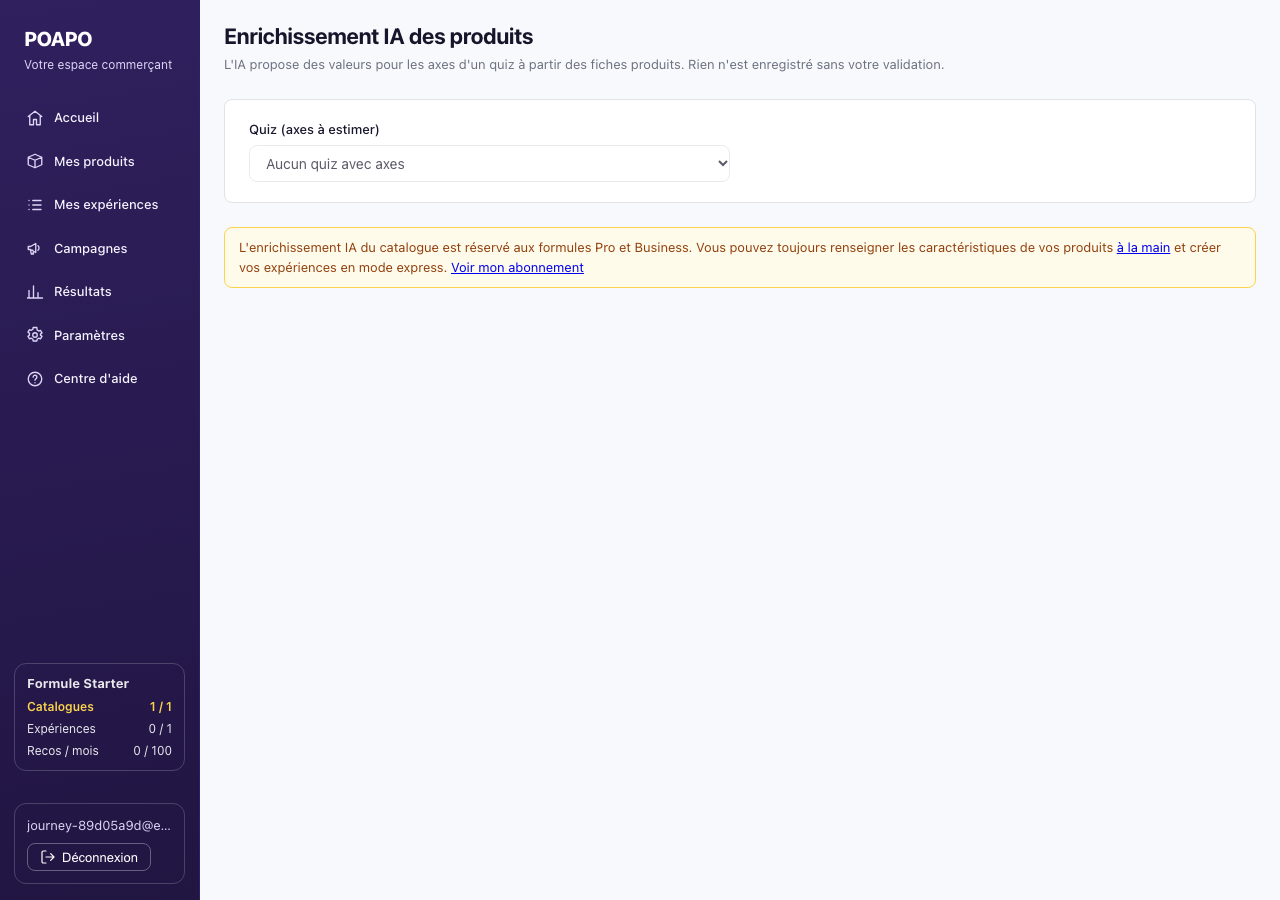 POAPO
Votre espace commerçant
Accueil
Mes produits
Mes expériences
Campagnes
Résultats
Paramètres
Centre d'aide
Formule Starter
Catalogues 1 / 1
Expériences 0 / 1
Recos / mois 0 / 100
journey-89d05a9d@e...
Déconnexion
Enrichissement IA des produits
L'IA propose des valeurs pour les axes d'un quiz à partir des fiches produits. Rien n'est enregistré sans votre validation.
Quiz (axes à estimer)
Aucun quiz avec axes
L'enrichissement IA du catalogue est réservé aux formules Pro et Business. Vous pouvez toujours renseigner les caractéristiques de vos produits à la main et créer
vos expériences en mode express. Voir mon abonnement